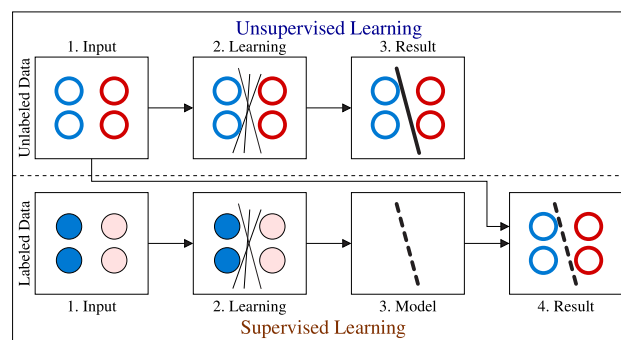 Unsupervised Learning
1. Input
2. Learning
3. Result
Unlabeled Data
Labeled Data
1. Input
2. Learning
3. Model
4. Result
Supervised Learning